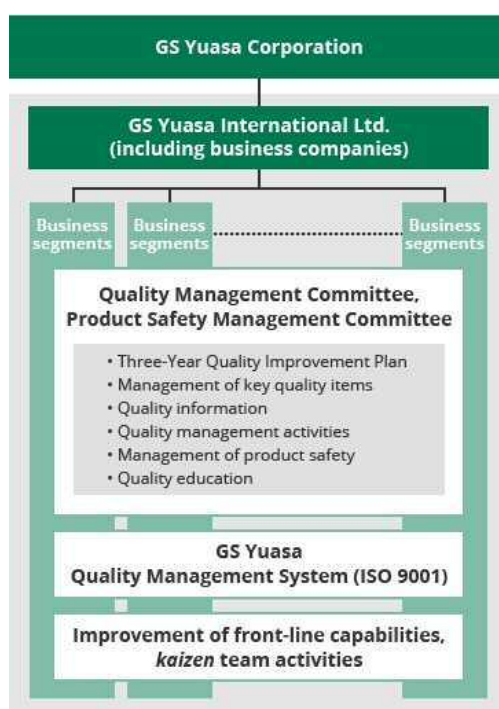 GS Yuasa Corporation
GS Yuasa International Ltd.
(including business companies)
Business
segments
Business
segments
Business
segments
Quality Management Committee,
Product Safety Management Committee
• Three-Year Quality Improvement Plan
• Management of key quality items
• Quality information
• Quality management activities
• Management of product safety
• Quality education
GS Yuasa
Quality Management System (ISO 9001)
Improvement of front-line capabilities,
kaizen team activities